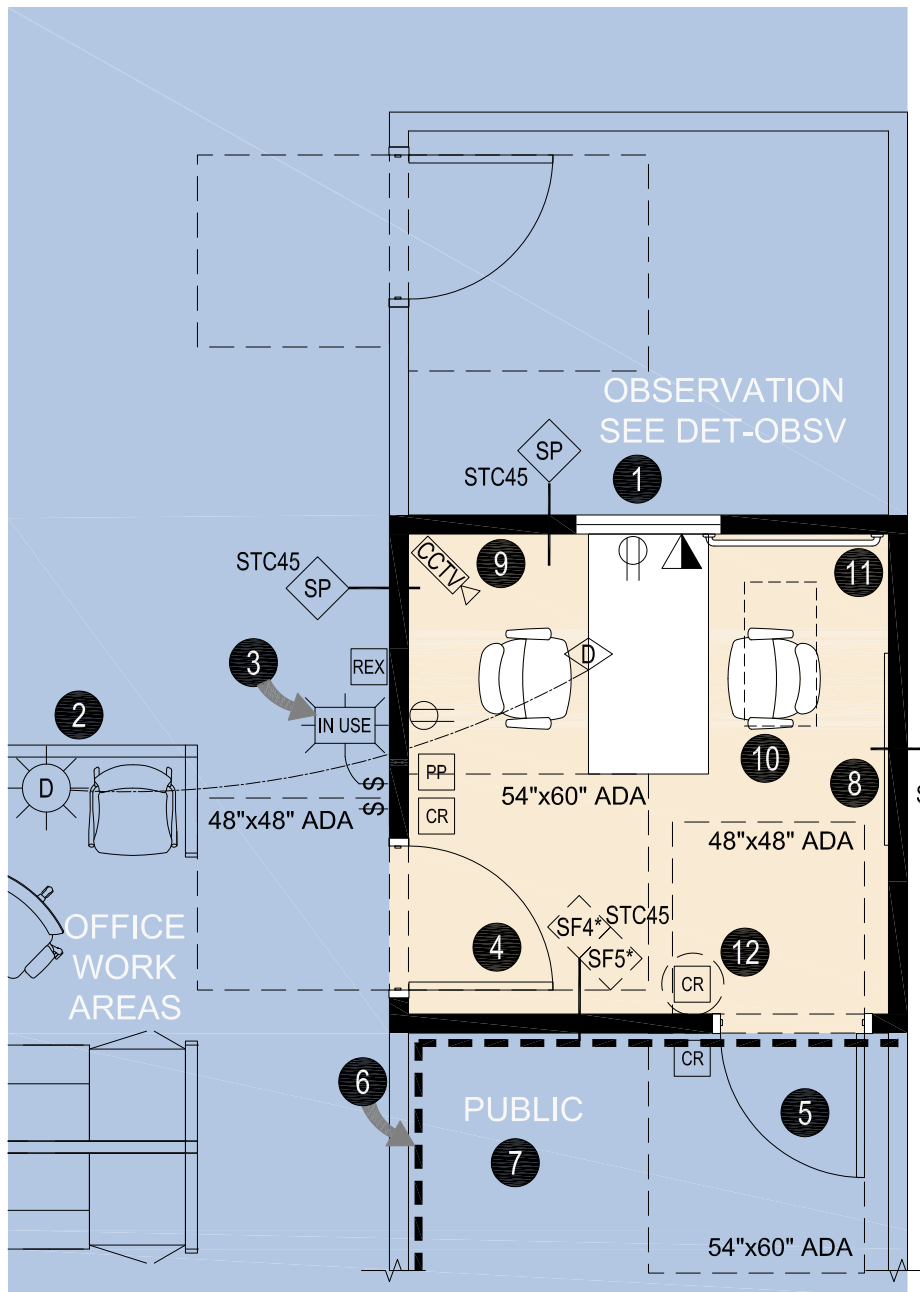 OBSERVATION
SEE DET-OBSV
SP
STC45
1
CCTV
9
11
STC45
SP
3
REX
D
2
IN USE
10
D
PP
8
S
S
54"x60" ADA
CR
48"x48" ADA
48"x48" ADA
SF4*
STC45
4
12
OFFICE
WORK
AREAS
SF5*
CR
CR
6
PUBLIC
5
7
54"x60" ADA